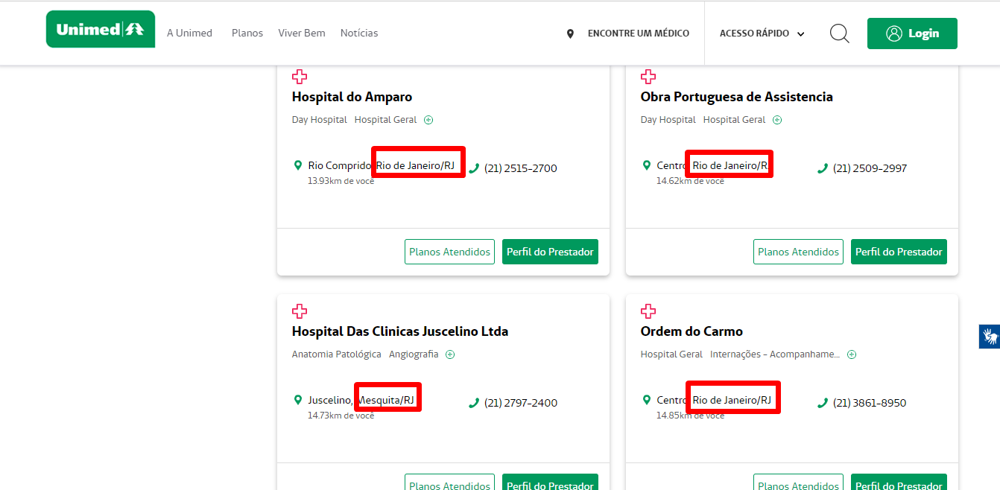 Unimed
A Unimed Planos Viver Bem Notícias ENCONTRE UM MÉDICO ACESSO RÁPIDO Login
Hospital do Amparo
Day Hospital Hospital Geral
Rio Comprido Rio de Janeiro/RJ (21) 2515-2700
13.93km de você
Planos Atendidos Perfil do Prestador
Obra Portuguesa de Assistencia
Day Hospital Hospital Geral
Centro Rio de Janeiro/R (21) 2509-2997
14.62km de você
Planos Atendidos Perfil do Prestador
Hospital Das Clinicas Juscelino Ltda
Anatomia Patológica Angiografia
Juscelino, Mesquita/RJ (21) 2797-2400
14.73km de você
Planos Atendidos Perfil do Prestador
Ordem do Carmo
Hospital Geral Internações - Acompanhame...
Centro Rio de Janeiro/RJ (21) 3861-8950
14.85km de você
Planos Atendidos Perfil do Prestador